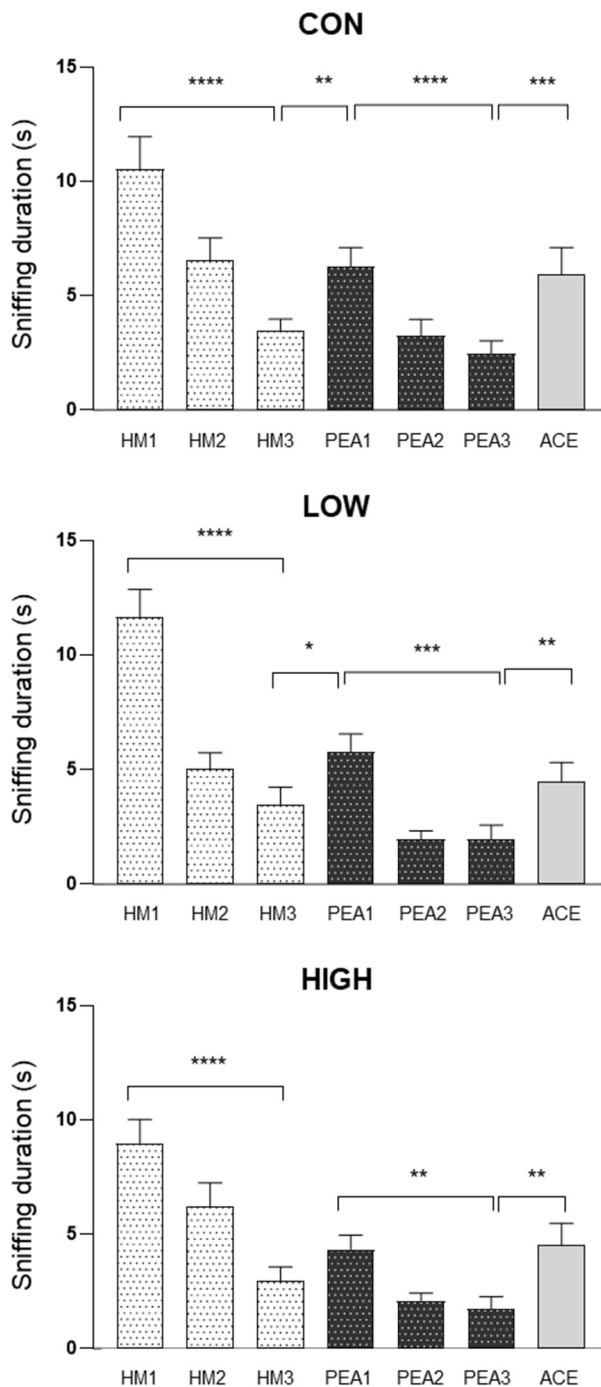 CON
Sniffing duration (s)
15
10
5
0
**** ** **** ***
HM1 HM2 HM3 PEA1 PEA2 PEA3 ACE
LOW
Sniffing duration (s)
15
10
5
0
****
* *** **
HM1 HM2 HM3 PEA1 PEA2 PEA3 ACE
HIGH
Sniffing duration (s)
15
10
5
0
****
** **
HM1 HM2 HM3 PEA1 PEA2 PEA3 ACE